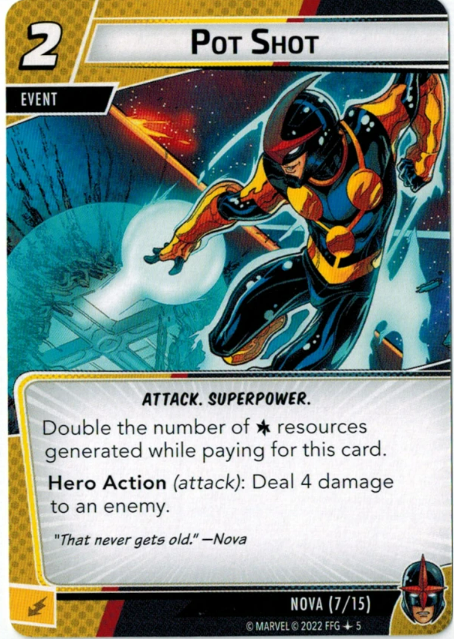 2
POT SHOT
EVENT
ATTACK. SUPERPOWER.
Double the number of resources
generated while paying for this card.
Hero Action (attack): Deal 4 damage
to an enemy.
"That never gets old." —Nova
NOVA (7/15)
© MARVEL © 2022 FFG 5